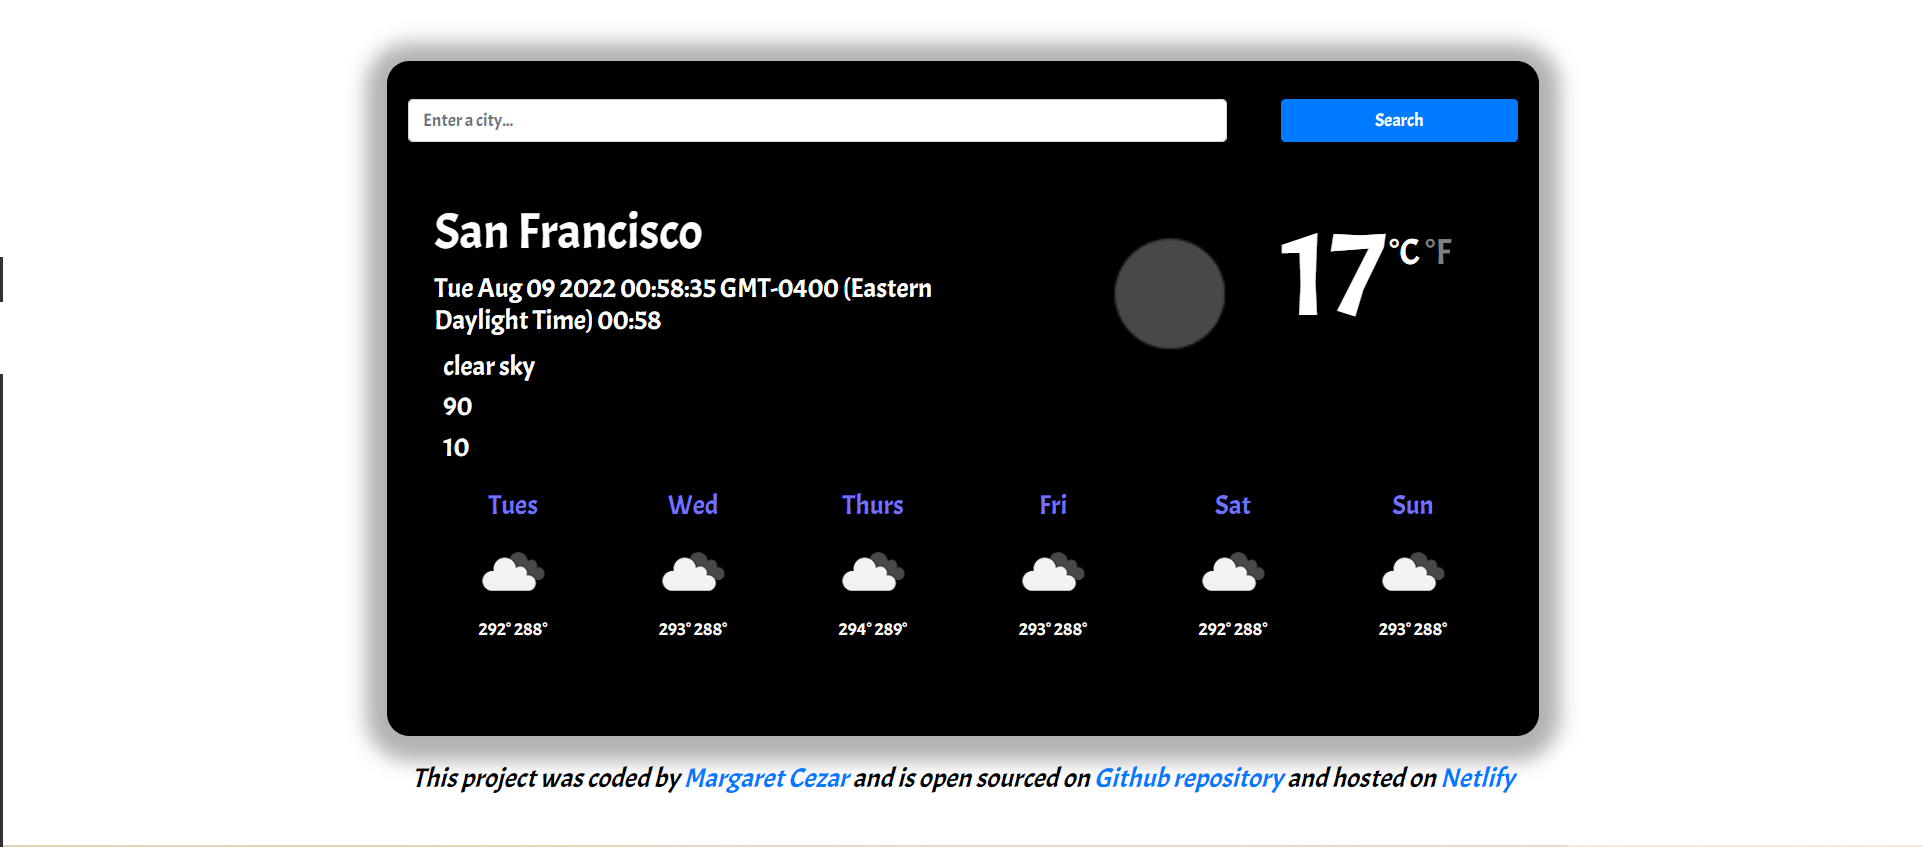 Enter a city...
Search
San Francisco
17°C °F
Tue Aug 09 2022 00:58:35 GMT-0400 (Eastern
Daylight Time) 00:58
clear sky
90
10
Tues Wed Thurs Fri Sat Sun
292° 288° 293° 288° 294° 289° 293° 288° 292° 288° 293° 288°
This project was coded by Margaret Cezar and is open sourced on Github repository and hosted on Netlify